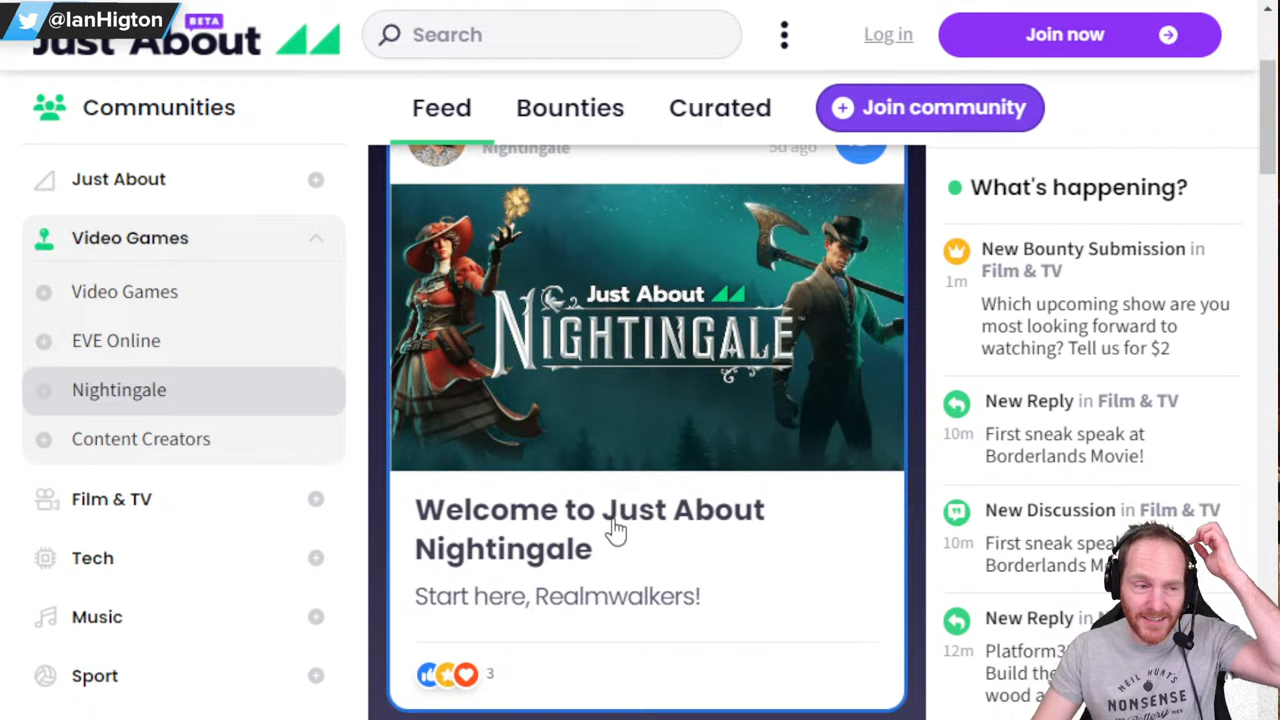 @IanHigton
BETA
Just About
Search
Log in
Join now
Communities
Feed
Bounties
Curated
Join community
Just About
Video Games
Video Games
EVE Online
Nightingale
Content Creators
Film & TV
Tech
Music
Sport
Nightingale
5d ago
Just About
NIGHTINGALE
Welcome to Just About
Nightingale
Start here, Realmwalkers!
3
What's happening?
New Bounty Submission in
Film & TV
1m
Which upcoming show are you
most looking forward to
watching? Tell us for $2
New Reply in Film & TV
10m
First sneak speak at
Borderlands Movie!
New Discussion in Film & TV
10m
First sneak speak
Borderlands M
New Reply in
12m
Platform3
Build the
wood a
NEIL HUNT'S
NONSENSE